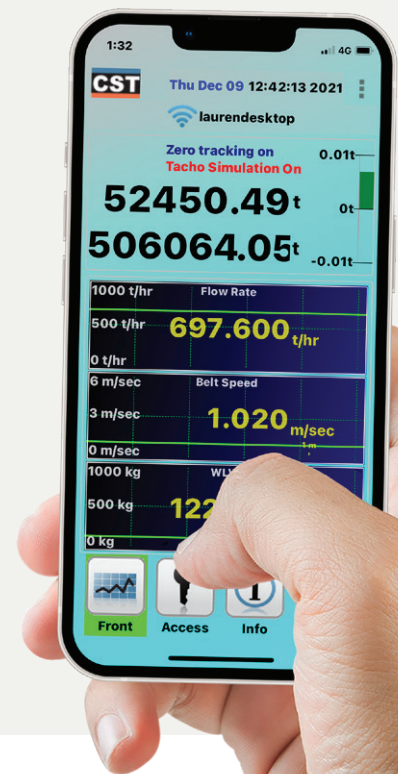 1:32
4G
CST
Thu Dec 09 12:42:13 2021
laurendesktop
Zero tracking on
Tacho Simulation On
0.01t
52450.49t
0t
506064.05t
-0.01t
1000 t/hr Flow Rate
500 t/hr 697.600 t/hr
0 t/hr
6 m/sec Belt Speed
3 m/sec 1.020 m/sec
0 m/sec
1000 kg
500 kg
0 kg
Front Access Info